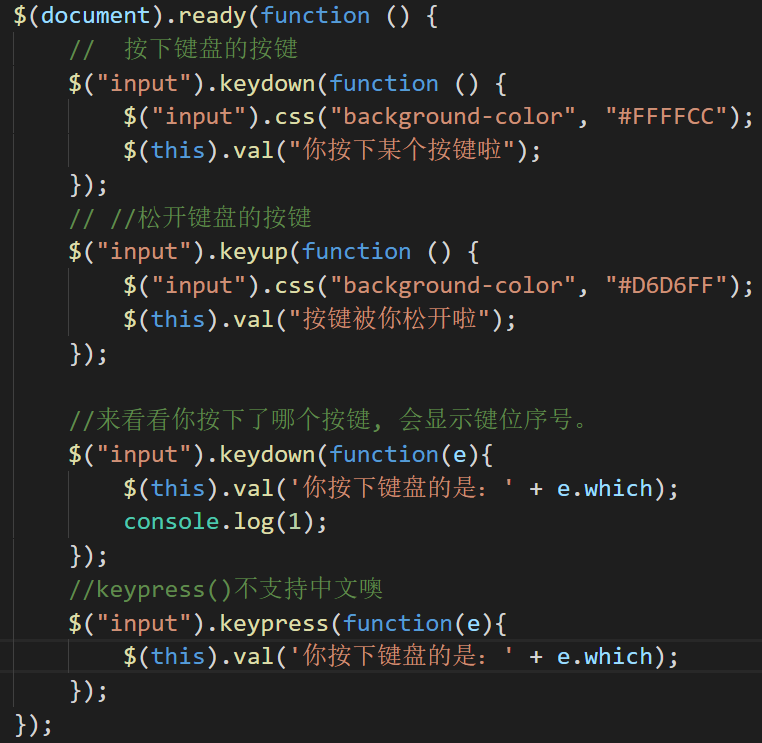 $(document).ready(function () {
    //  按下键盘的按键
    $("input").keydown(function () {
        $("input").css("background-color", "#FFFFCC");
        $(this).val("你按下某个按键啦");
    });
    // //松开键盘的按键
    $("input").keyup(function () {
        $("input").css("background-color", "#D6D6FF");
        $(this).val("按键被你松开啦");
    });

    //来看看你按下了哪个按键, 会显示键位序号。
    $("input").keydown(function(e){
        $(this).val('你按下键盘的是：' + e.which);
        console.log(1);
    });
    //keypress()不支持中文噢
    $("input").keypress(function(e){
        $(this).val('你按下键盘的是：' + e.which);
    });
});